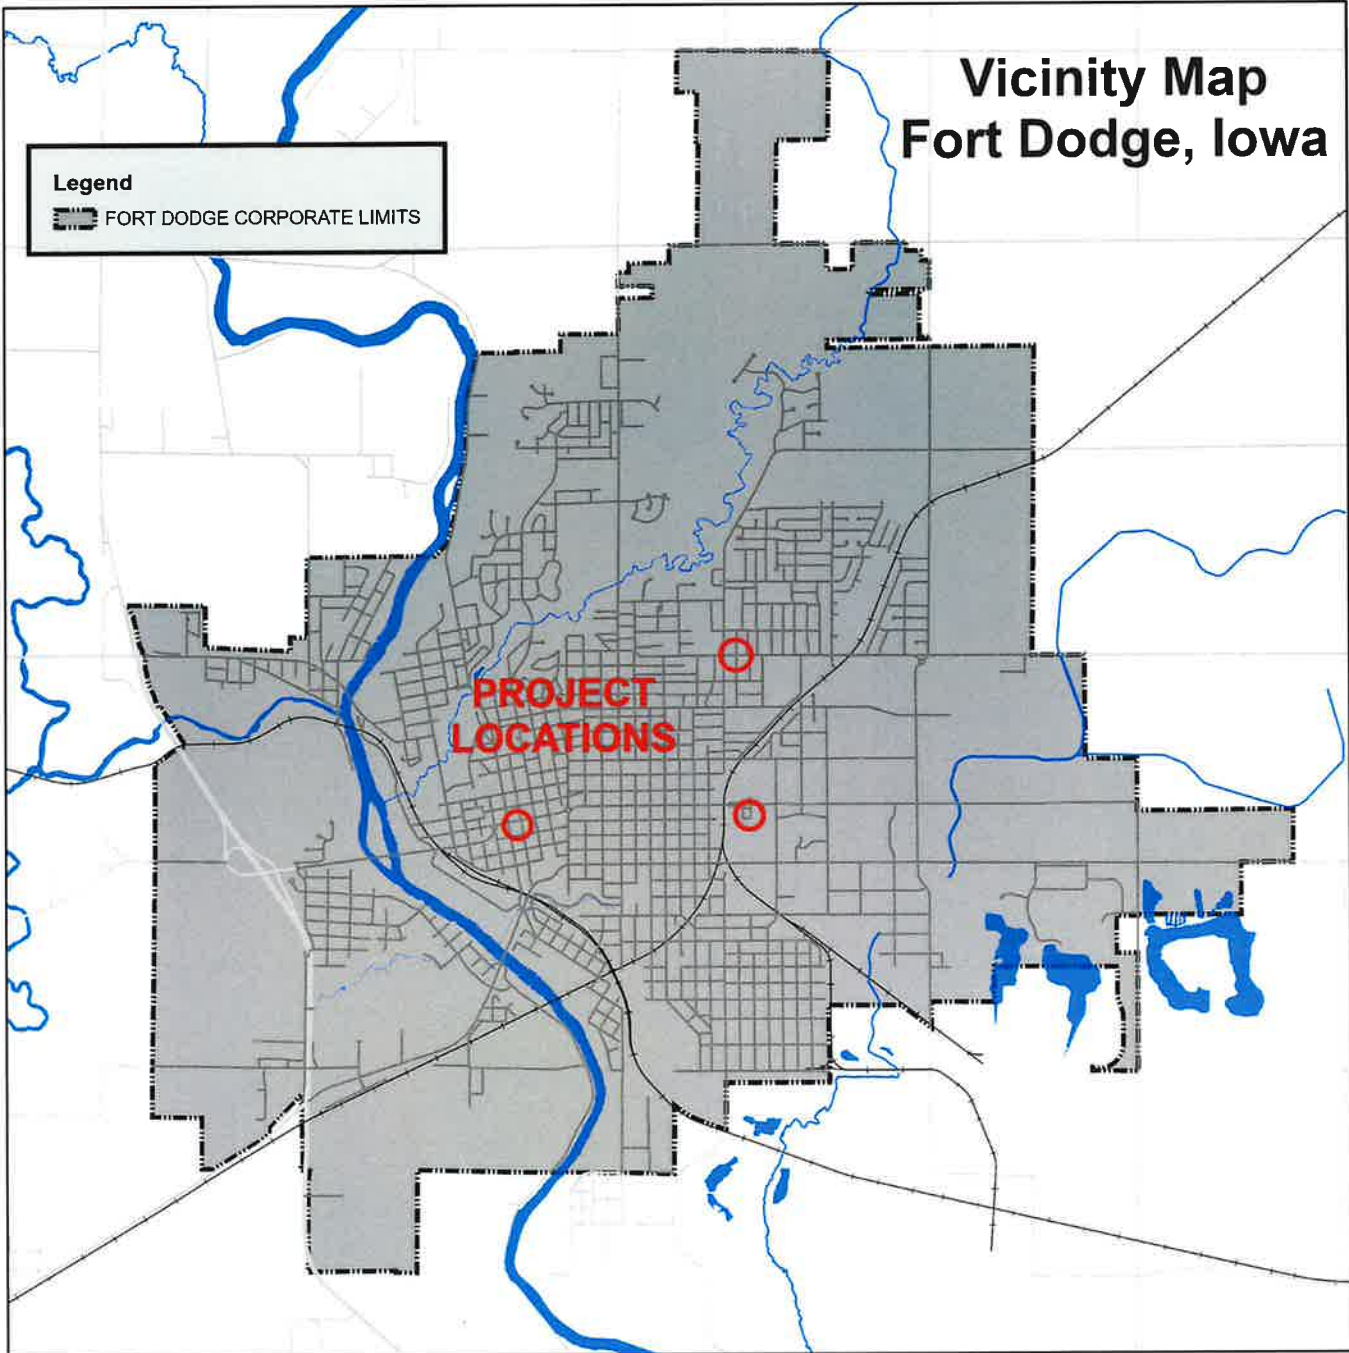 Vicinity Map
Fort Dodge, Iowa
Legend
FORT DODGE CORPORATE LIMITS
PROJECT
LOCATIONS